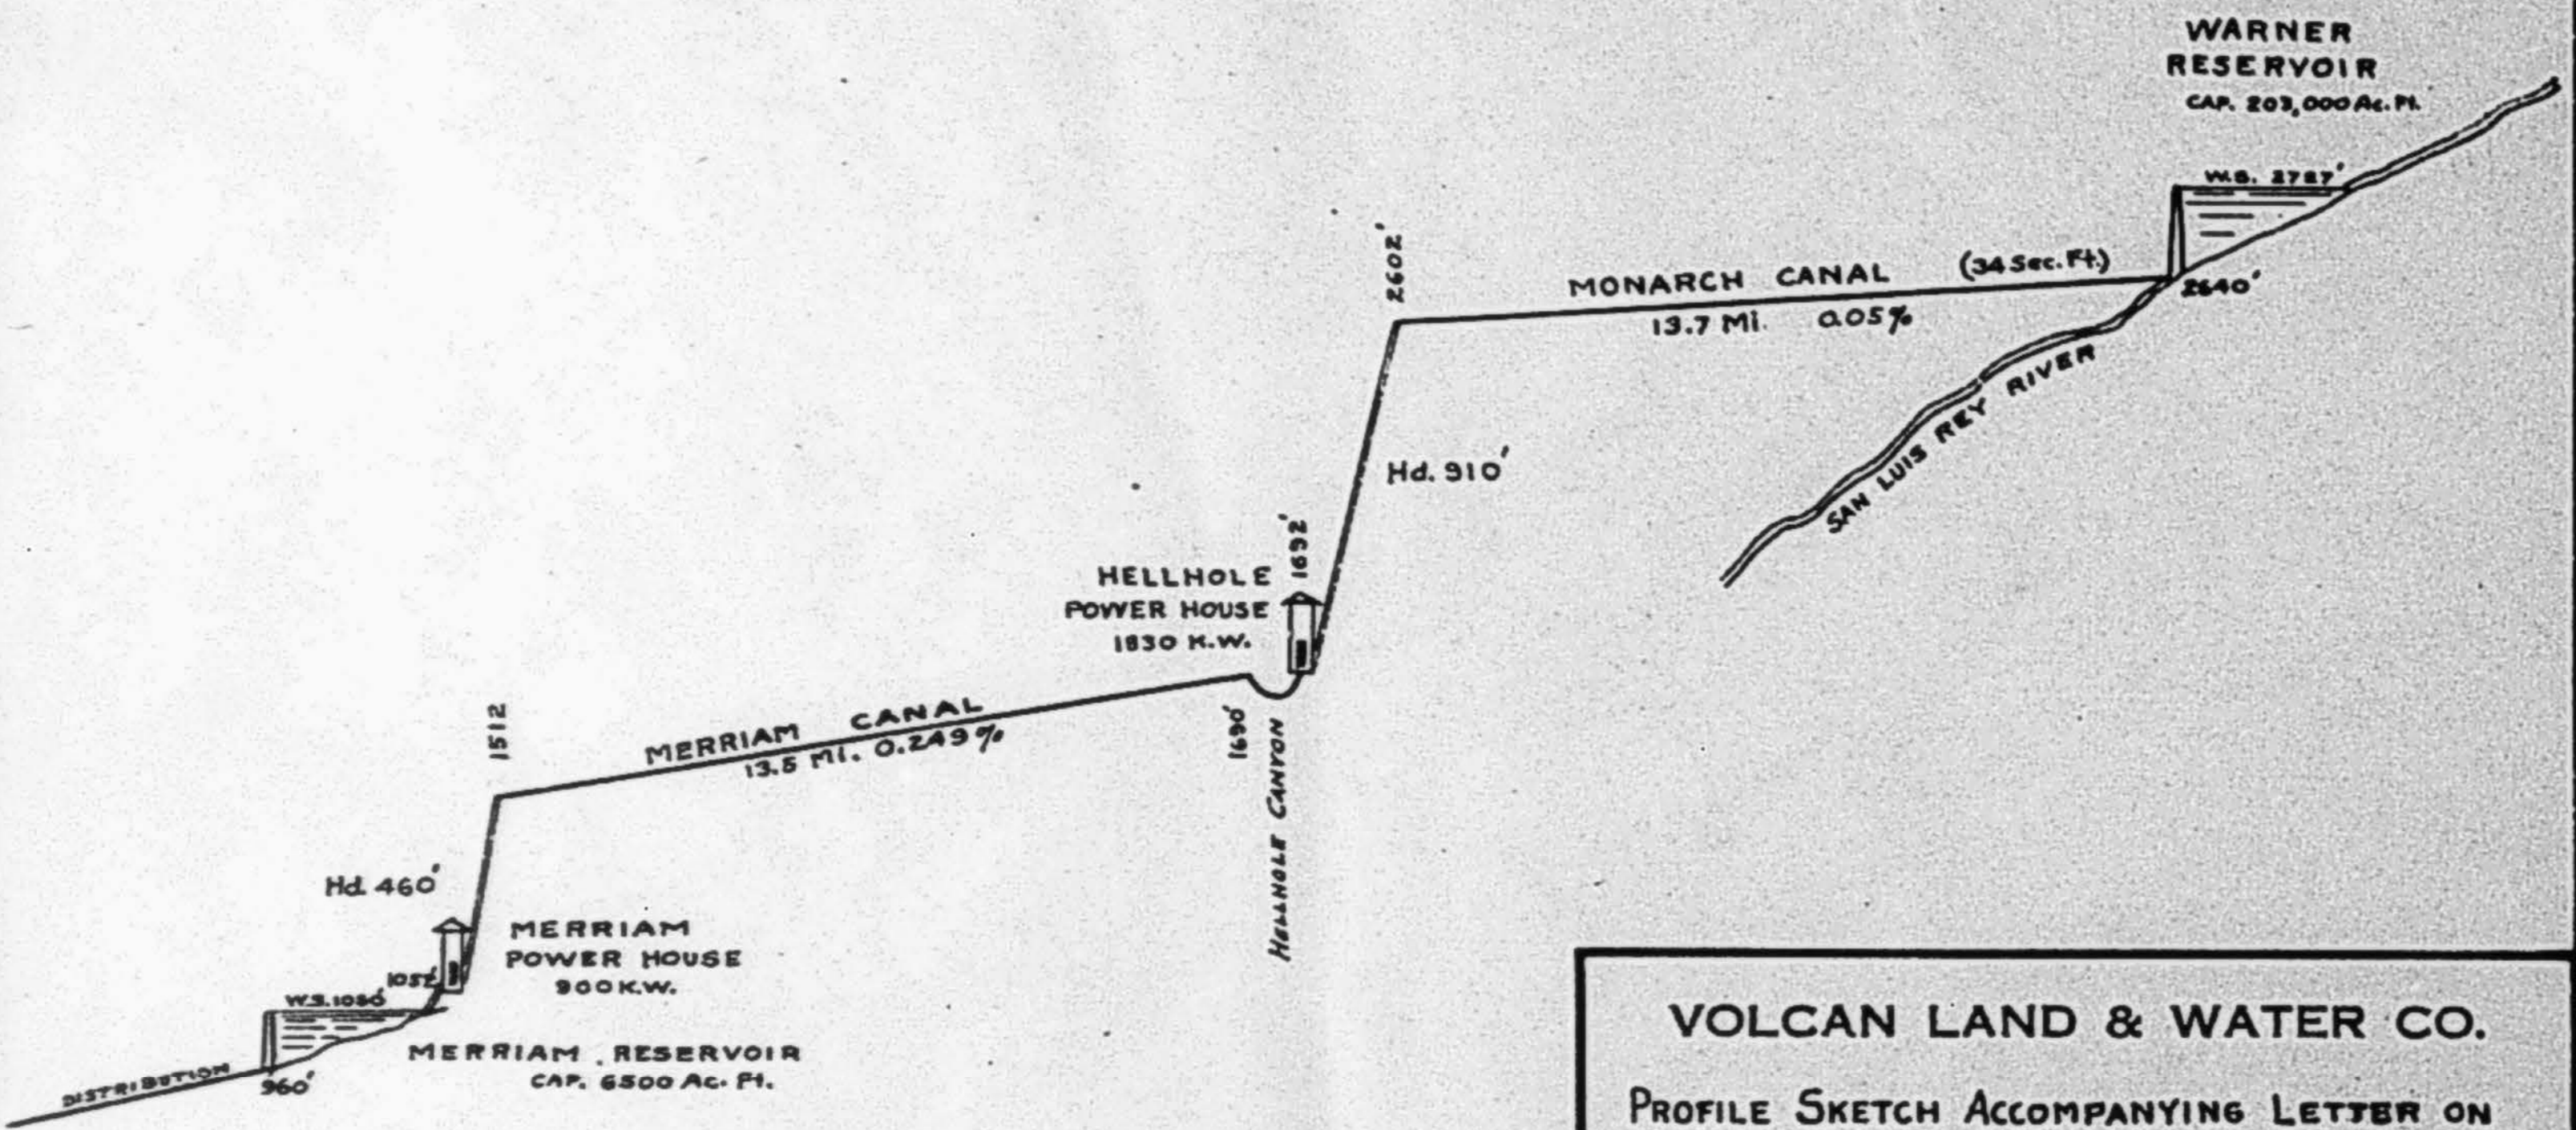 WARNER
RESERVOIR
CAP. 203,000 Ac. Ft.
W.S. 2727'
2640'
MONARCH CANAL (34 Sec. Ft.)
13.7 Mi. 0.05%
2602'
SAN LUIS REY RIVER
Hd. 910'
1692'
HELLHOLE
POWER HOUSE
1830 K.W.
1690'
HELLHOLE CANYON
MERRIAM CANAL
13.5 Mi. 0.249%
1512
Hd. 460'
MERRIAM
POWER HOUSE
900 K.W.
1052'
W.S. 1050'
MERRIAM RESERVOIR
CAP. 6500 Ac. Ft.
960'
DISTRIBUTION
VOLCAN LAND & WATER CO.
PROFILE SKETCH ACCOMPANYING LETTER ON